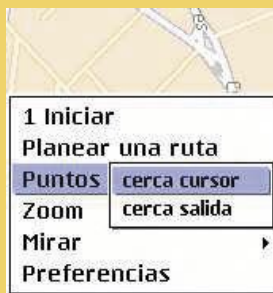 1 Iniciar
Planear una ruta
Puntos cerca cursor
Zoom cerca salida
Mirar
Preferencias